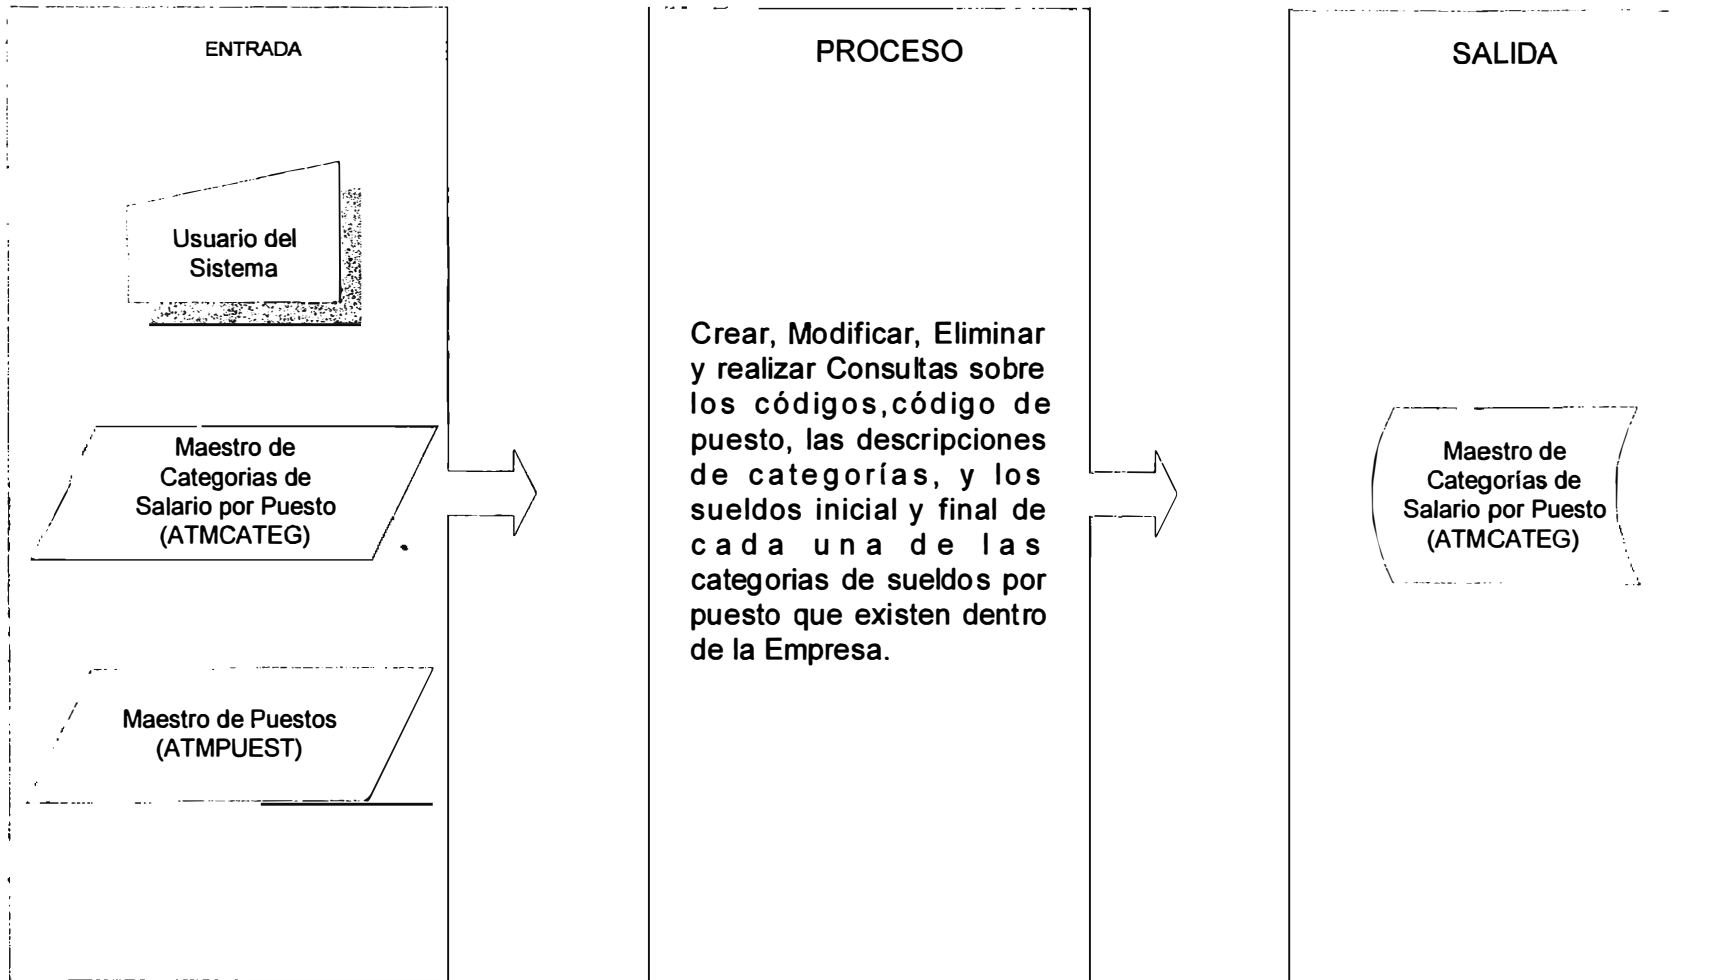 ENTRADA
Usuario del
Sistema
Maestro de
Categorias de
Salario por Puesto
(ATMCATEG)
Maestro de Puestos
(ATMPUEST)
PROCESO
Crear, Modificar, Eliminar
y realizar Consultas sobre
los códigos,código de
puesto, las descripciones
de categorías, y los
sueldos inicial y final de
cada una de las
categorias de sueldos por
puesto que existen dentro
de la Empresa.
SALIDA
Maestro de
Categorías de
Salario por Puesto
(ATMCATEG)